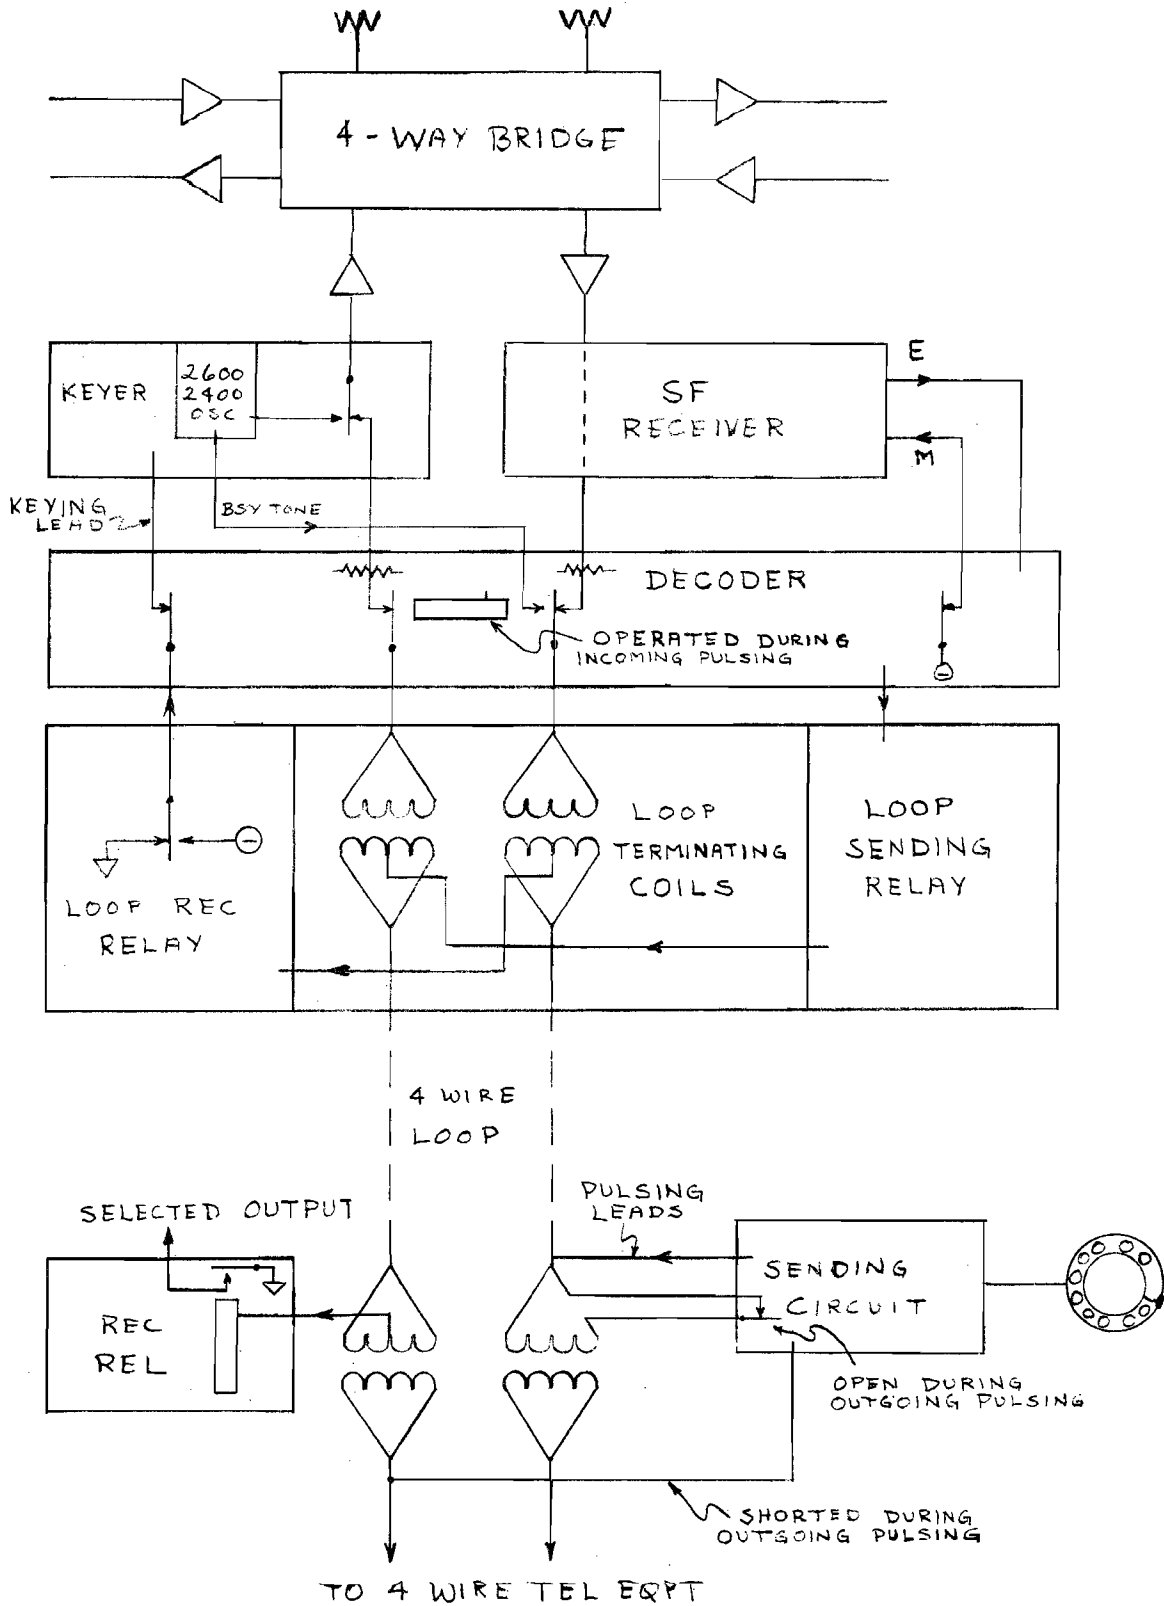 4 - WAY BRIDGE
KEYER
2600
2400
OSC
SF
RECEIVER
E
M
KEYING
LEAD
BSY TONE
DECODER
OPERATED DURING
INCOMING PULSING
LOOP REC
RELAY
LOOP
TERMINATING
COILS
LOOP
SENDING
RELAY
4 WIRE
LOOP
SELECTED OUTPUT
PULSING
LEADS
REC
REL
SENDING
CIRCUIT
OPEN DURING
OUTGOING PULSING
SHORTED DURING
OUTGOING PULSING
TO 4 WIRE TEL EQPT